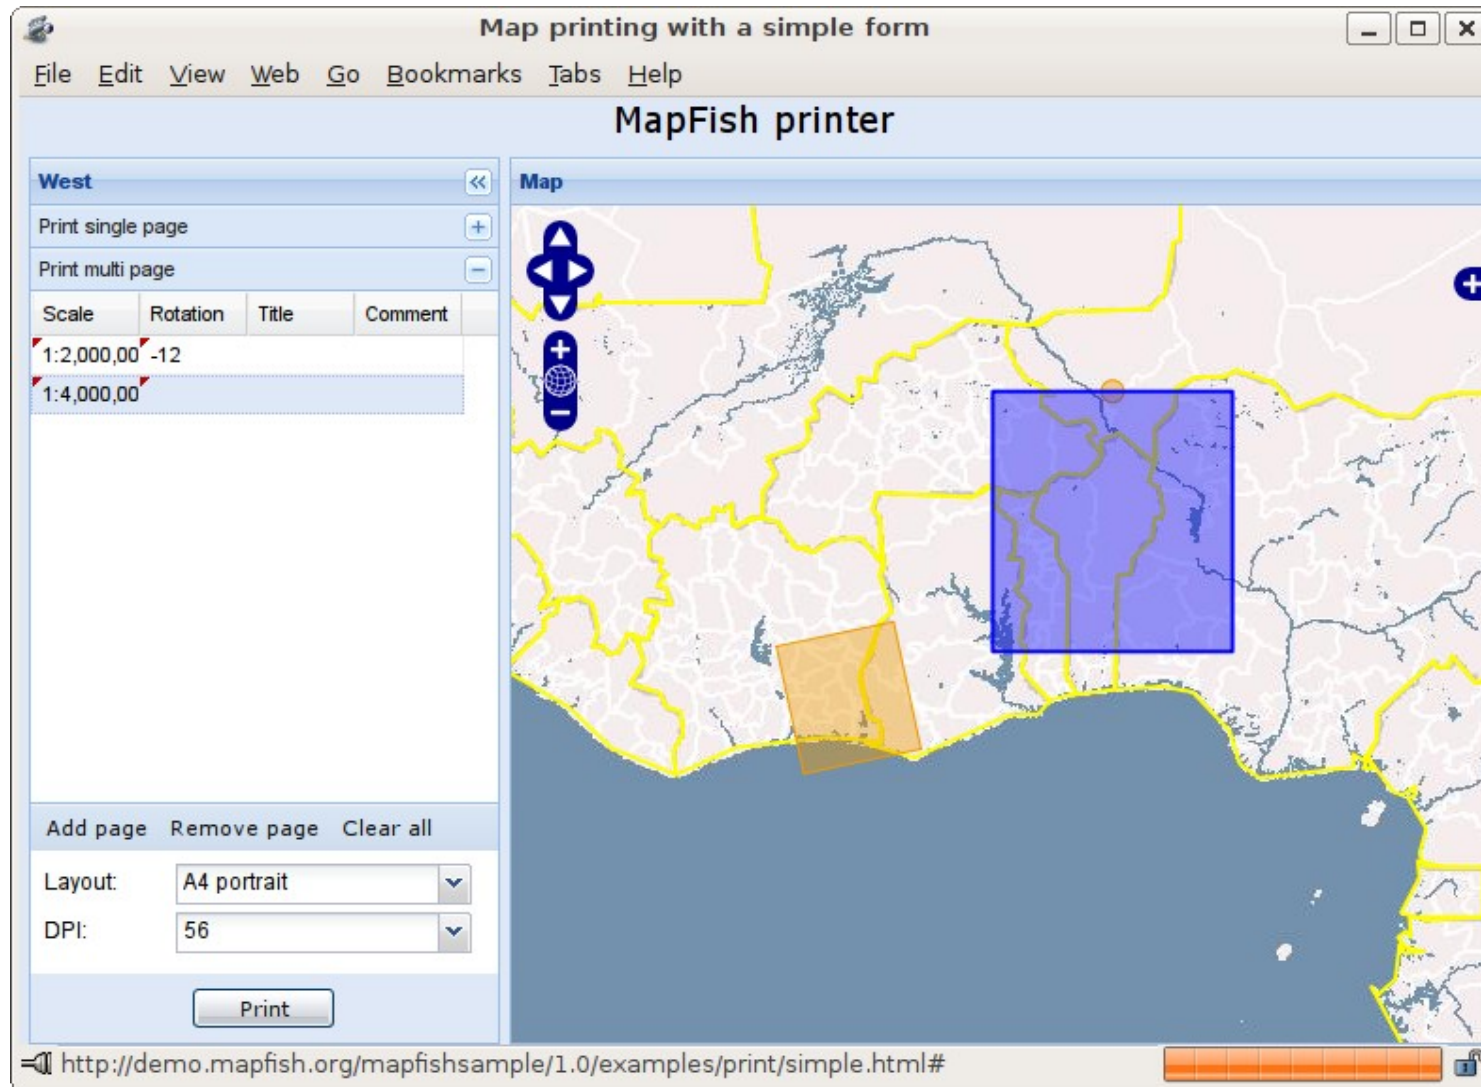 Map printing with a simple form
File Edit View Web Go Bookmarks Tabs Help
MapFish printer
West
Map
Print single page
Print multi page
Scale Rotation Title Comment
1:2,000,00 -12
1:4,000,00
Add page Remove page Clear all
Layout: A4 portrait
DPI: 56
Print
http://demo.mapfish.org/mapfishsample/1.0/examples/print/simple.html#